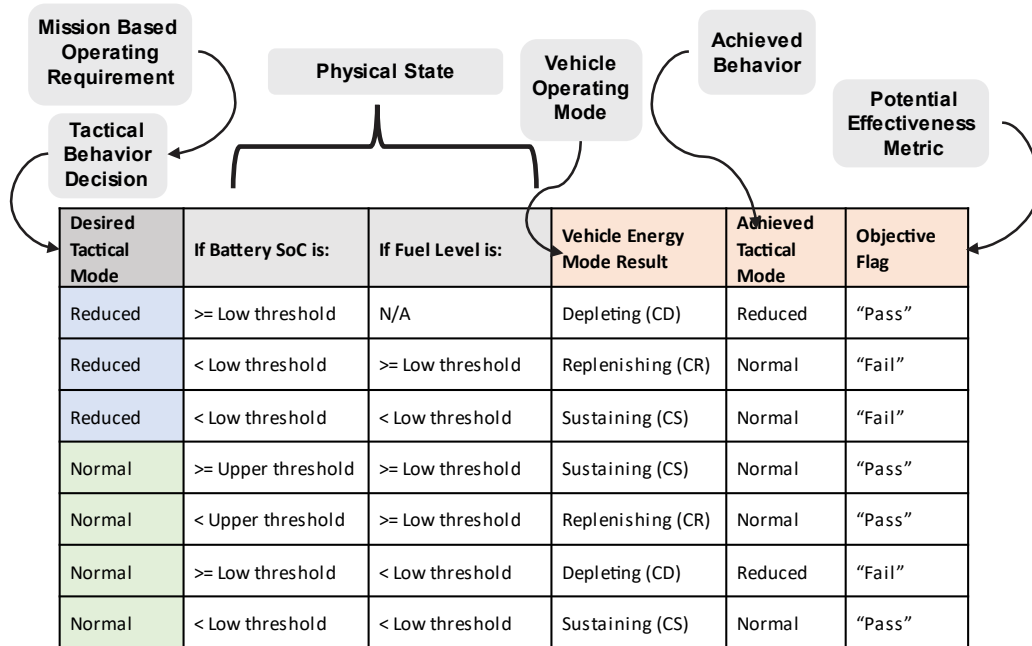 Mission Based
Operating
Requirement
Physical State
Vehicle
Operating
Mode
Achieved
Behavior
Potential
Effectiveness
Metric
Tactical
Behavior
Decision
Desired
Tactical
Mode
If Battery SoC is:
If Fuel Level is:
Vehicle Energy
Mode Result
Achieved
Tactical
Mode
Objective
Flag
Reduced
>= Low threshold
N/A
Depleting (CD)
Reduced
“Pass”
Reduced
< Low threshold
>= Low threshold
Replenishing (CR)
Normal
“Fail”
Reduced
< Low threshold
< Low threshold
Sustaining (CS)
Normal
“Fail”
Normal
>= Upper threshold
>= Low threshold
Sustaining (CS)
Normal
“Pass”
Normal
< Upper threshold
>= Low threshold
Replenishing (CR)
Normal
“Pass”
Normal
>= Low threshold
< Low threshold
Depleting (CD)
Reduced
“Fail”
Normal
< Low threshold
< Low threshold
Sustaining (CS)
Normal
“Pass”